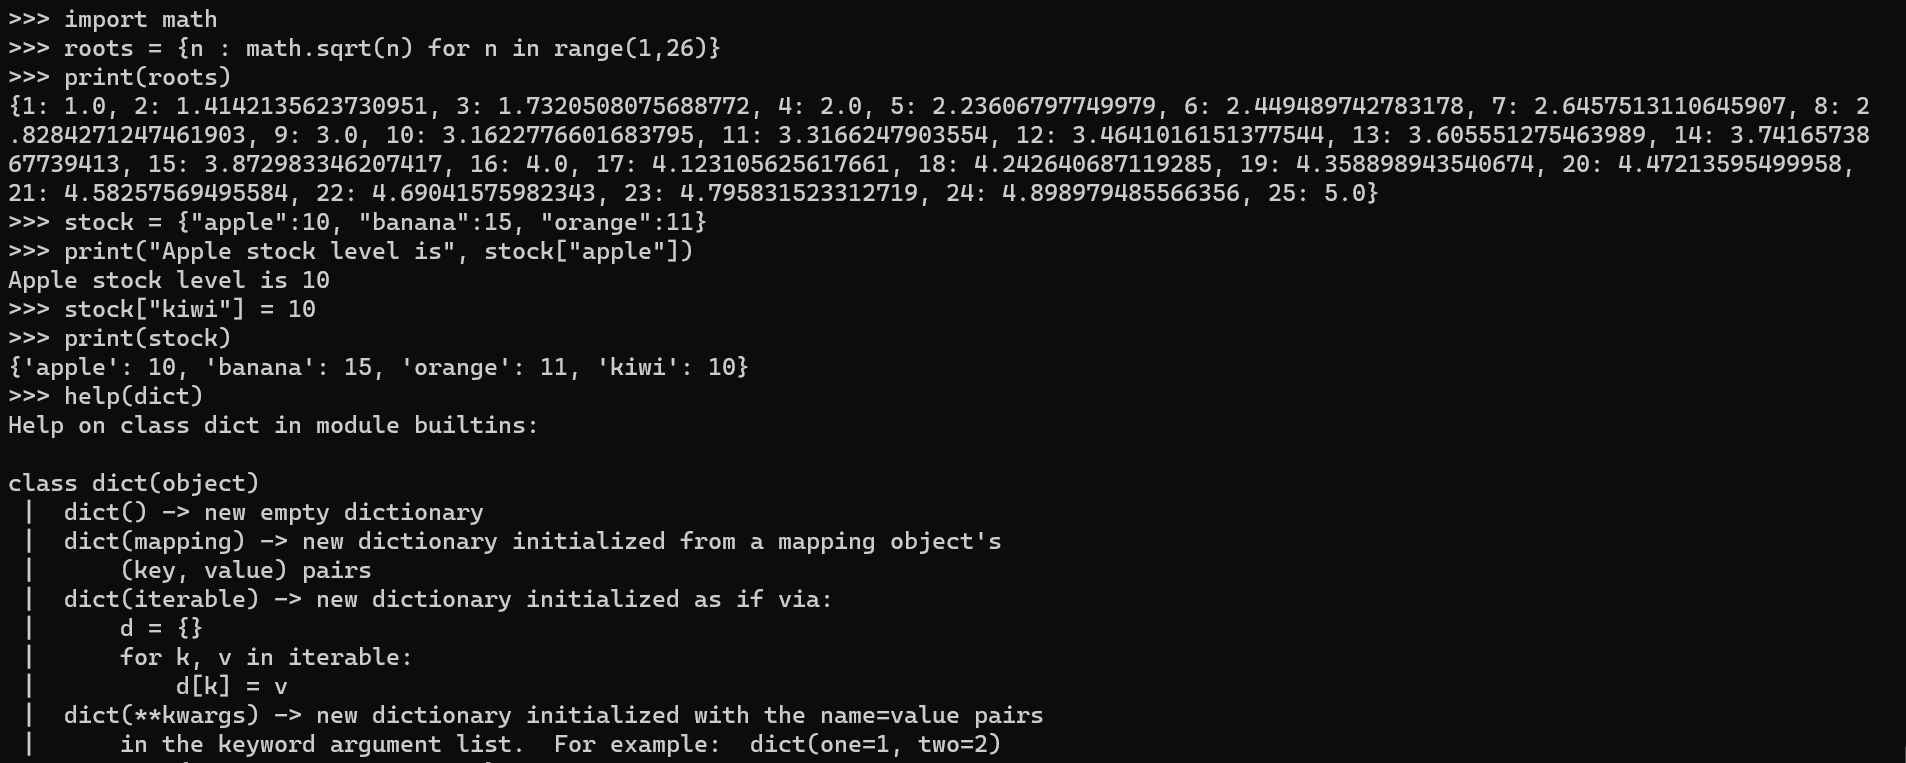 >>> import math
>>> roots = {n : math.sqrt(n) for n in range(1,26)}
>>> print(roots)
{1: 1.0, 2: 1.4142135623730951, 3: 1.7320508075688772, 4: 2.0, 5: 2.23606797749979, 6: 2.449489742783178, 7: 2.6457513110645907, 8: 2
.8284271247461903, 9: 3.0, 10: 3.1622776601683795, 11: 3.3166247903554, 12: 3.4641016151377544, 13: 3.605551275463989, 14: 3.74165738
67739413, 15: 3.872983346207417, 16: 4.0, 17: 4.123105625617661, 18: 4.242640687119285, 19: 4.358898943540674, 20: 4.47213595499958,
21: 4.58257569495584, 22: 4.69041575982343, 23: 4.795831523312719, 24: 4.898979485566356, 25: 5.0}
>>> stock = {"apple":10, "banana":15, "orange":11}
>>> print("Apple stock level is", stock["apple"])
Apple stock level is 10
>>> stock["kiwi"] = 10
>>> print(stock)
{'apple': 10, 'banana': 15, 'orange': 11, 'kiwi': 10}
>>> help(dict)
Help on class dict in module builtins:

class dict(object)
 |  dict() -> new empty dictionary
 |  dict(mapping) -> new dictionary initialized from a mapping object's
 |      (key, value) pairs
 |  dict(iterable) -> new dictionary initialized as if via:
 |      d = {}
 |      for k, v in iterable:
 |          d[k] = v
 |  dict(**kwargs) -> new dictionary initialized with the name=value pairs
 |      in the keyword argument list.  For example:  dict(one=1, two=2)